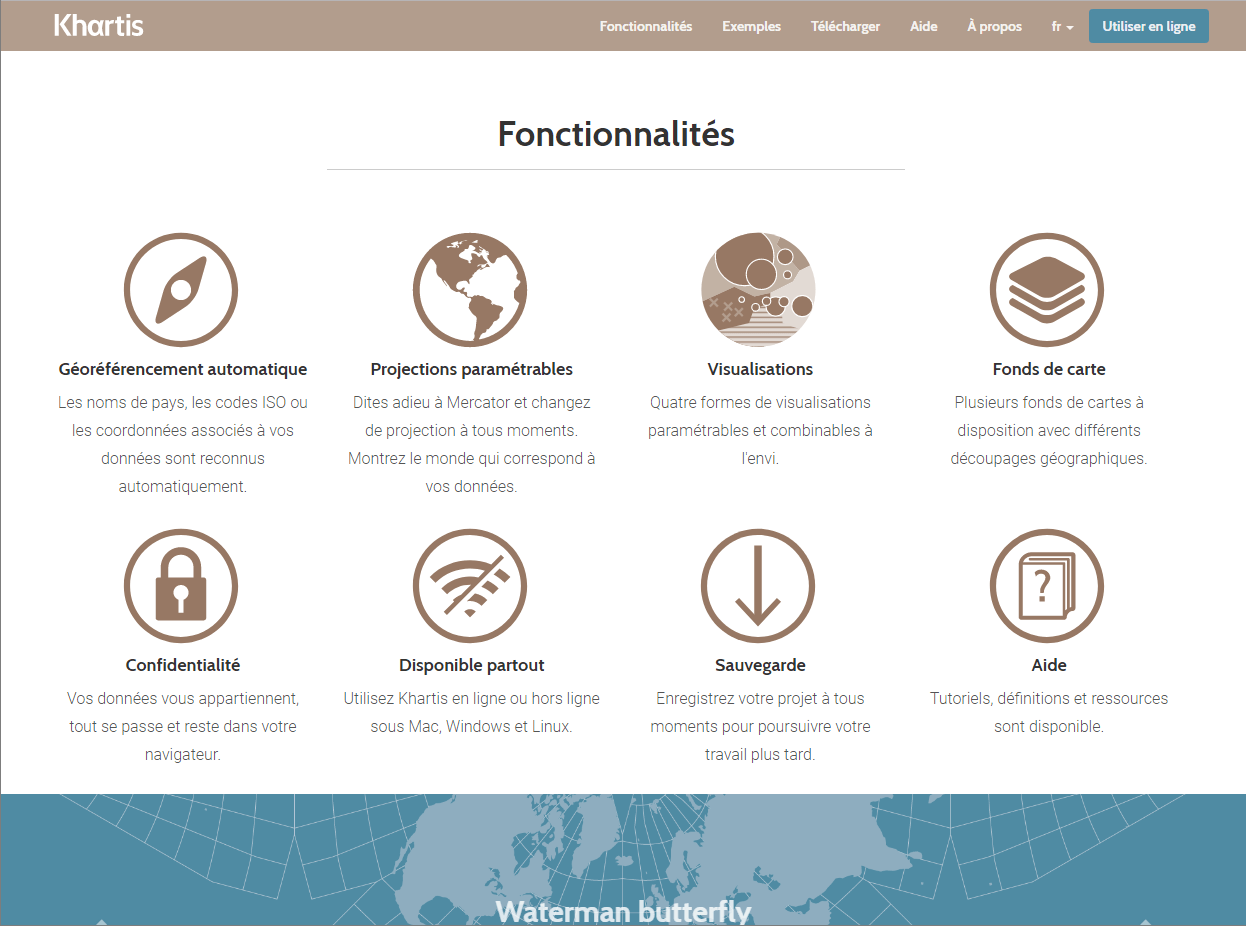 Khartis
Fonctionnalités
Exemples
Télécharger
Aide
À propos
fr
Utiliser en ligne
Fonctionnalités
Géoréférencement automatique
Les noms de pays, les codes ISO ou
les coordonnées associés à vos
données sont reconnus
automatiquement.
Projections paramétrables
Dites adieu à Mercator et changez
de projection à tous moments.
Montrez le monde qui correspond à
vos données.
Visualisations
Quatre formes de visualisations
paramétrables et combinables à
l'envi.
Fonds de carte
Plusieurs fonds de cartes à
disposition avec différents
découpages géographiques.
?
Confidentialité
Vos données vous appartiennent,
tout se passe et reste dans votre
navigateur.
Disponible partout
Utilisez Khartis en ligne ou hors ligne
sous Mac, Windows et Linux.
Sauvegarde
Enregistrez votre projet à tous
moments pour poursuivre votre
travail plus tard.
Aide
Tutoriels, définitions et ressources
sont disponible.
Waterman butterfly